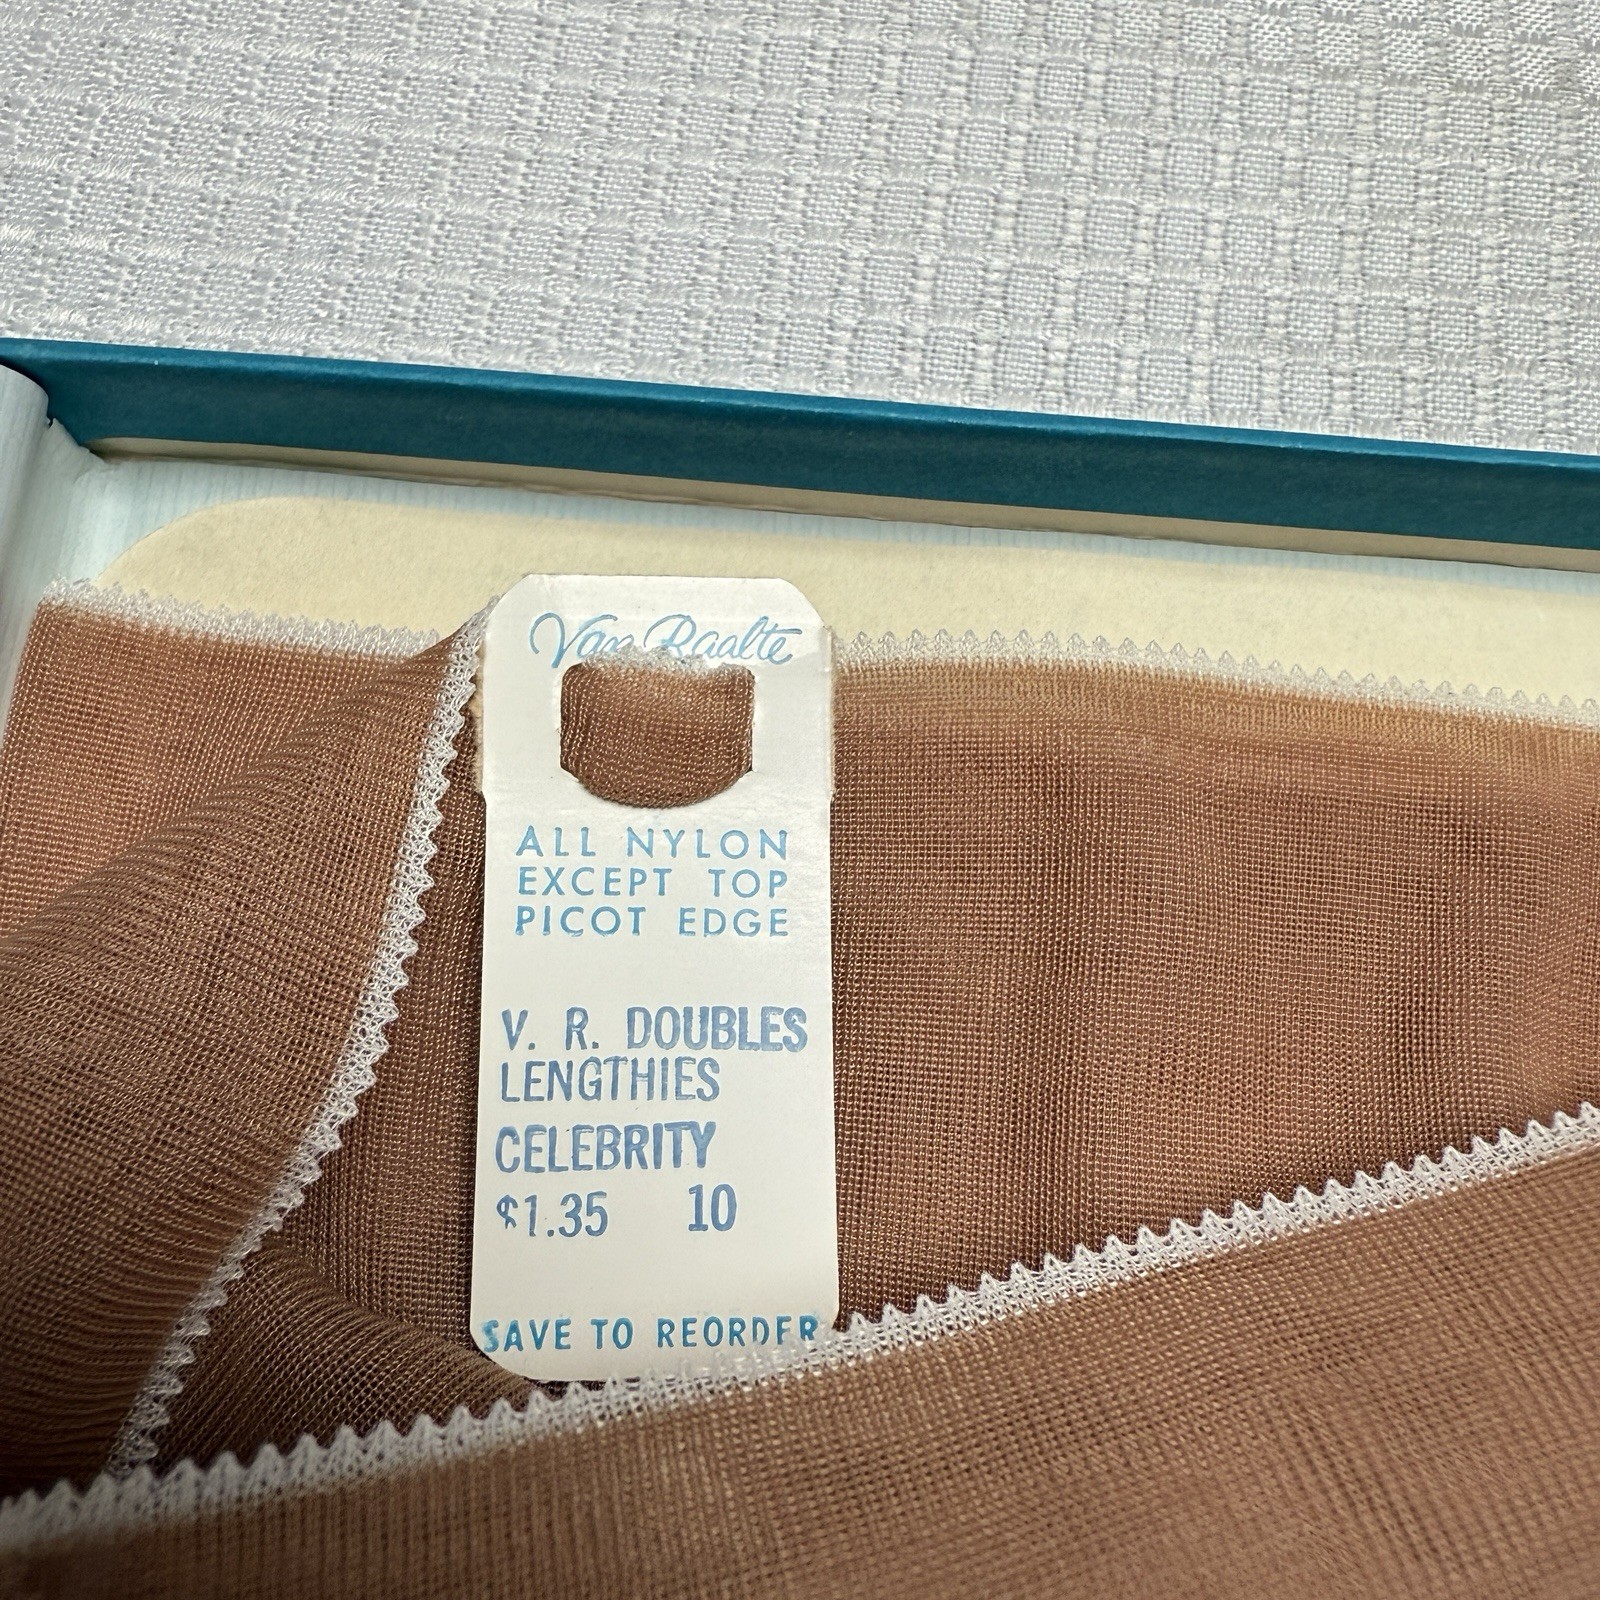 Van Raalte
ALL NYLON
EXCEPT TOP
PICOT EDGE
V. R. DOUBLES
LENGTHIES
CELEBRITY
$1.35 10
SAVE TO REORDER